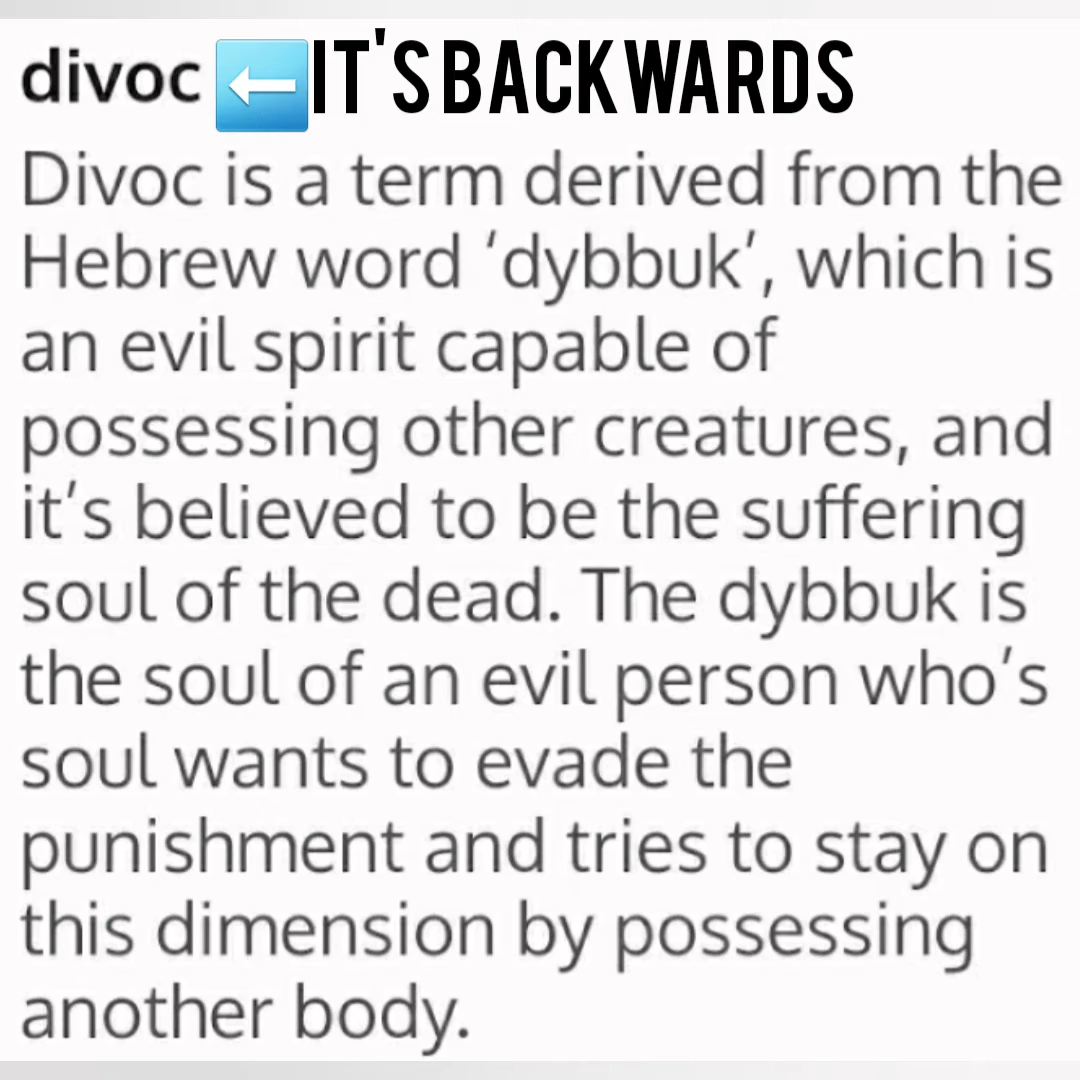 divoc ⬅️IT'S BACKWARDS
Divoc is a term derived from the
Hebrew word ‘dybbuk’, which is
an evil spirit capable of
possessing other creatures, and
it’s believed to be the suffering
soul of the dead. The dybbuk is
the soul of an evil person who’s
soul wants to evade the
punishment and tries to stay on
this dimension by possessing
another body.